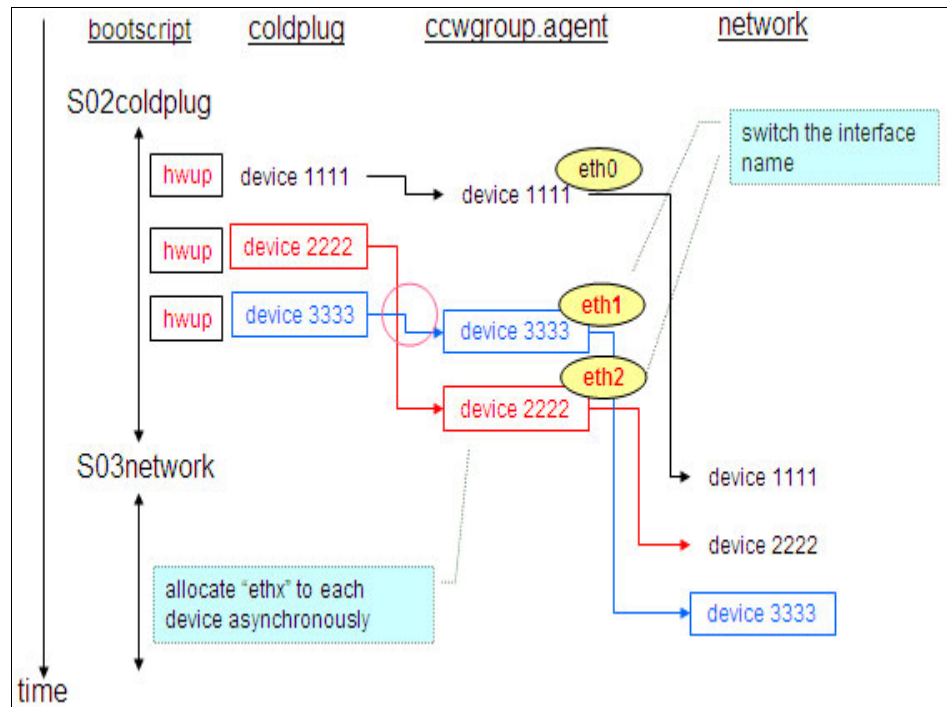 bootscript coldplug ccwgroup.agent network
S02coldplug
switch the interface
name
hwup device 1111 device 1111 eth0
hwup device 2222
hwup device 3333 device 3333 eth1
device 2222 eth2
S03network
device 1111
device 2222
allocate “ethx” to each
device asynchronously
device 3333
time